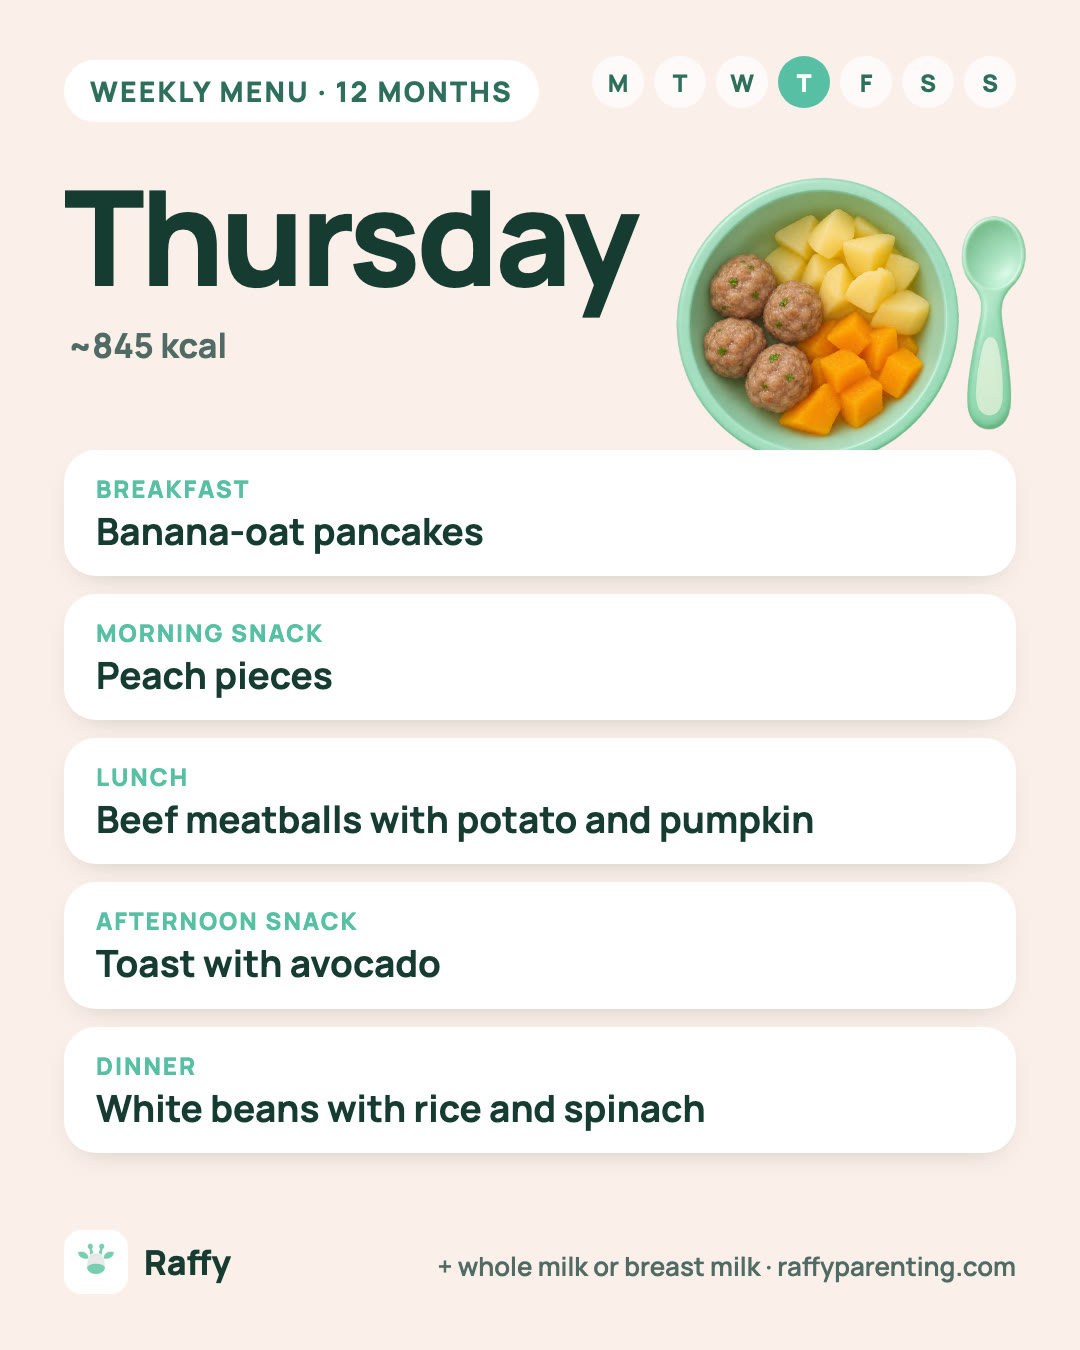 WEEKLY MENU · 12 MONTHS
M T W T F S S
Thursday
~845 kcal
BREAKFAST
Banana-oat pancakes
MORNING SNACK
Peach pieces
LUNCH
Beef meatballs with potato and pumpkin
AFTERNOON SNACK
Toast with avocado
DINNER
White beans with rice and spinach
Raffy
+ whole milk or breast milk · raffyparenting.com